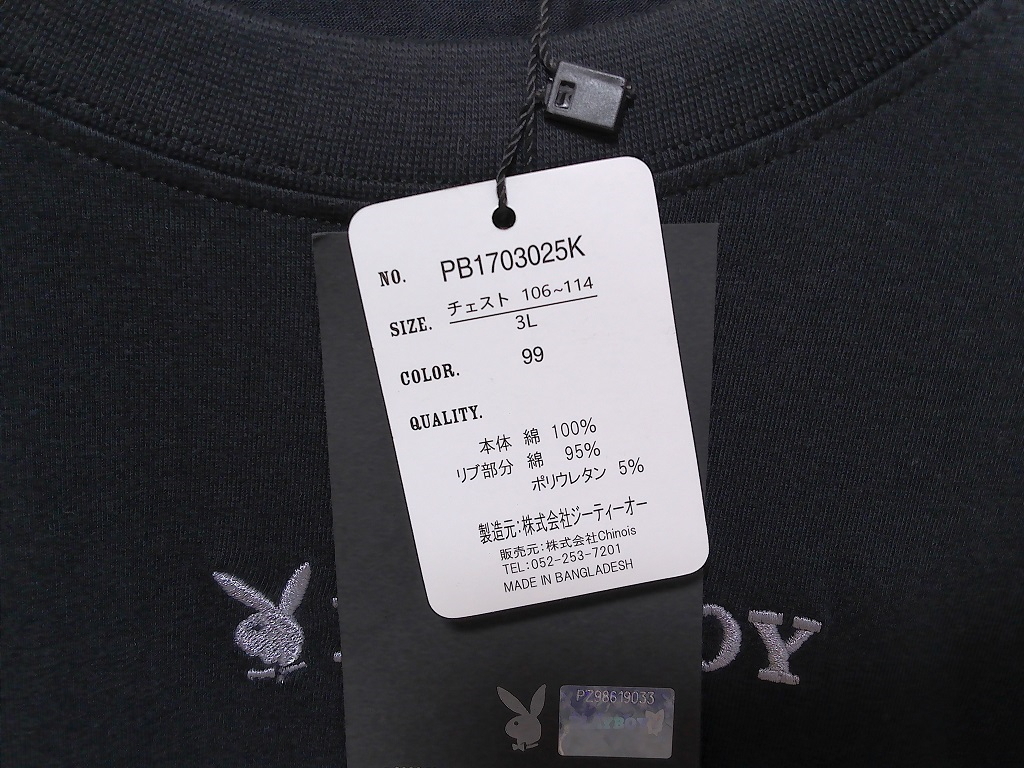 NO. PB1703025K
SIZE. チェスト 106~114
3L
COLOR. 99
QUALITY.
本体 綿 100%
リブ部分 綿 95%
ポリウレタン 5%
製造元:株式会社ジーティーオー
販売元:株式会社Chinois
TEL:052-253-7201
MADE IN BANGLADESH
OY
PZ98619033
PLAYBOY